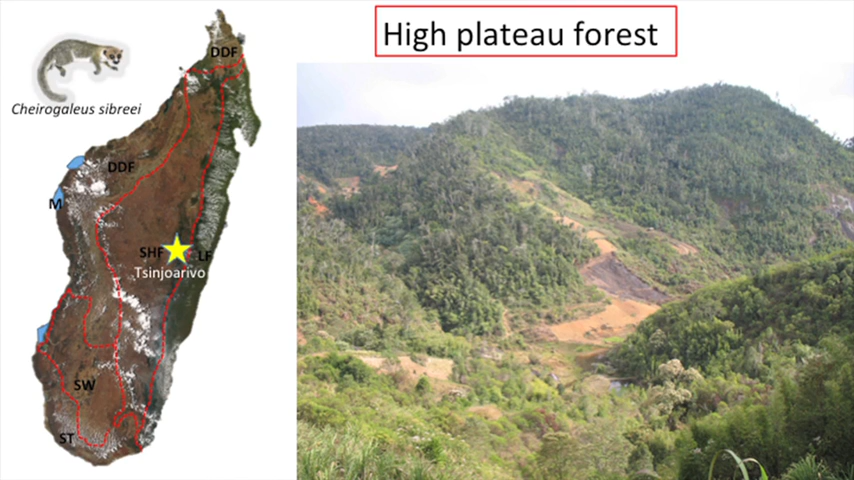 High plateau forest
DDF
Cheirogaleus sibreei
DDF
M
SHF
LF
Tsinjoarivo
SW
ST